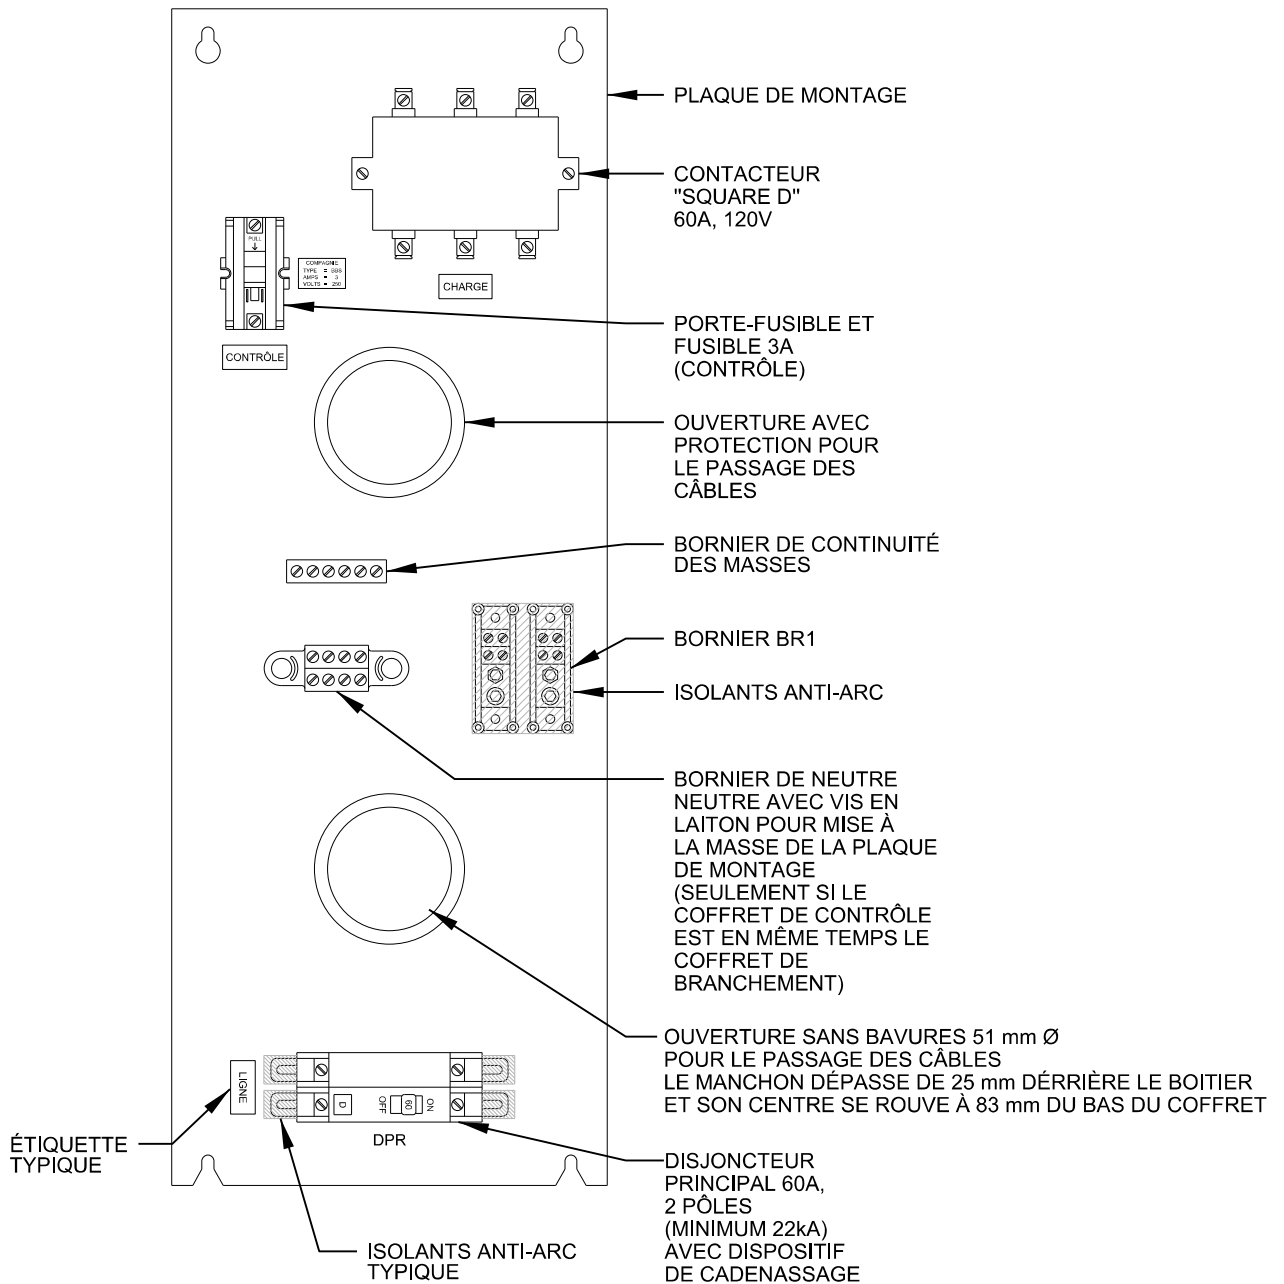 PLAQUE DE MONTAGE
CONTACTEUR
"SQUARE D"
60A, 120V
PULL
COMPAGNIE
TYPE = BBS
AMPS = 3
VOLTS = 250
CHARGE
CONTRÔLE
PORTE-FUSIBLE ET
FUSIBLE 3A
(CONTRÔLE)
OUVERTURE AVEC
PROTECTION POUR
LE PASSAGE DES
CÂBLES
BORNIER DE CONTINUITÉ
DES MASSES
BORNIER BR1
ISOLANTS ANTI-ARC
BORNIER DE NEUTRE
NEUTRE AVEC VIS EN
LAITON POUR MISE À
LA MASSE DE LA PLAQUE
DE MONTAGE
(SEULEMENT SI LE
COFFRET DE CONTRÔLE
EST EN MÊME TEMPS LE
COFFRET DE
BRANCHEMENT)
OUVERTURE SANS BAVURES 51 mm Ø
POUR LE PASSAGE DES CÂBLES
LE MANCHON DÉPASSE DE 25 mm DÉRRIÈRE LE BOITIER
ET SON CENTRE SE ROUVE À 83 mm DU BAS DU COFFRET
LIGNE
D
OFF
60
ON
DPR
ÉTIQUETTE
TYPIQUE
DISJONCTEUR
PRINCIPAL 60A,
2 PÔLES
(MINIMUM 22kA)
AVEC DISPOSITIF
DE CADENASSAGE
ISOLANTS ANTI-ARC
TYPIQUE